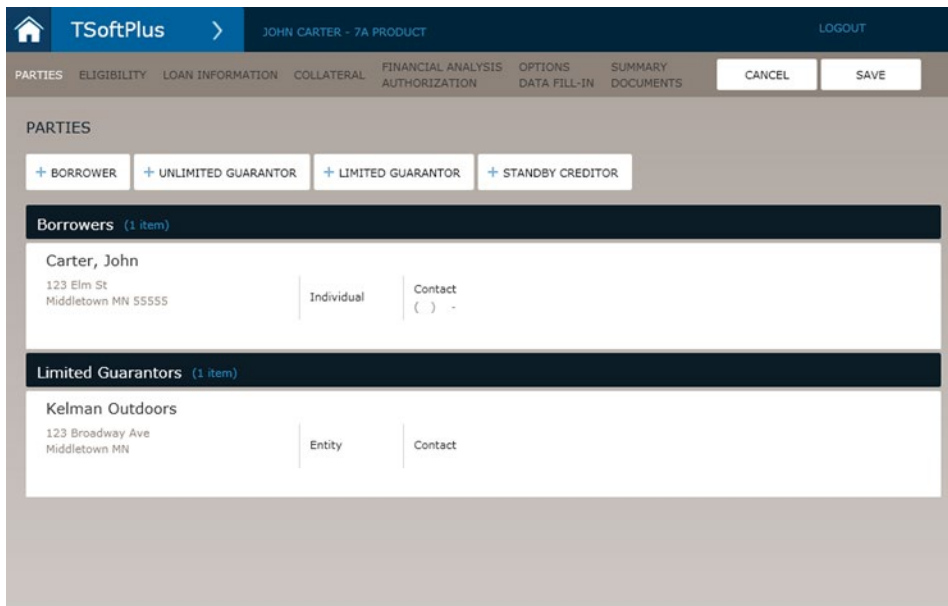 TSoftPlus
JOHN CARTER - 7A PRODUCT
LOGOUT
PARTIES
ELIGIBILITY
LOAN INFORMATION
COLLATERAL
FINANCIAL ANALYSIS
AUTHORIZATION
OPTIONS
DATA FILL-IN
SUMMARY
DOCUMENTS
CANCEL
SAVE
PARTIES
+ BORROWER
+ UNLIMITED GUARANTOR
+ LIMITED GUARANTOR
+ STANDBY CREDITOR
Borrowers (1 item)
Carter, John
123 Elm St
Middletown MN 55555
Individual
Contact
( ) -
Limited Guarantors (1 item)
Kelman Outdoors
123 Broadway Ave
Middletown MN
Entity
Contact